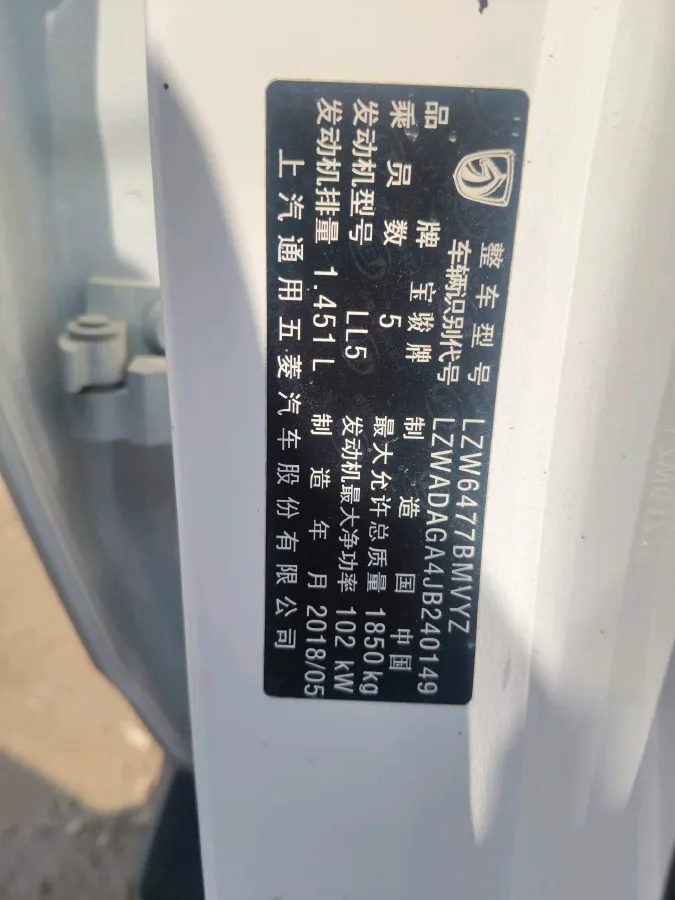 整车型号 LZW6477BMVYZ
车辆识别代号 LZWADAGA4JB240149
品牌 宝骏牌 制造国 中国
乘员数 5 最大允许总质量 1850 kg
发动机型号 LL5 发动机最大净功率 102 kW
发动机排量 1.451 L 制造年月 2018/05
上汽通用五菱汽车股份有限公司